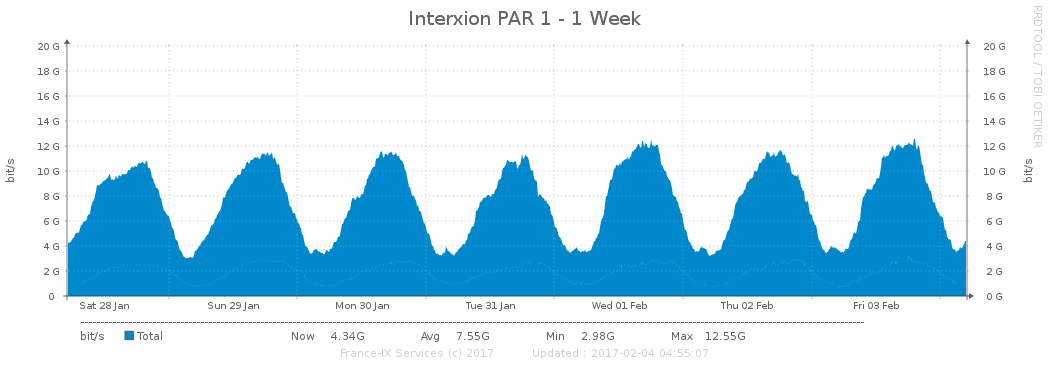 Interxion PAR 1 - 1 Week
RRDTOOL / TOBI OETIKER
bit/s
20 G 20 G
18 G 18 G
16 G 16 G
14 G 14 G
12 G 12 G
10 G 10 G
8 G 8 G
6 G 6 G
4 G 4 G
2 G 2 G
0 0 G
bit/s
Sat 28 Jan Sun 29 Jan Mon 30 Jan Tue 31 Jan Wed 01 Feb Thu 02 Feb Fri 03 Feb
bit/s Total Now 4.34G Avg 7.55G Min 2.98G Max 12.55G
France-IX Services (c) 2017 Updated : 2017-02-04 04:55:07